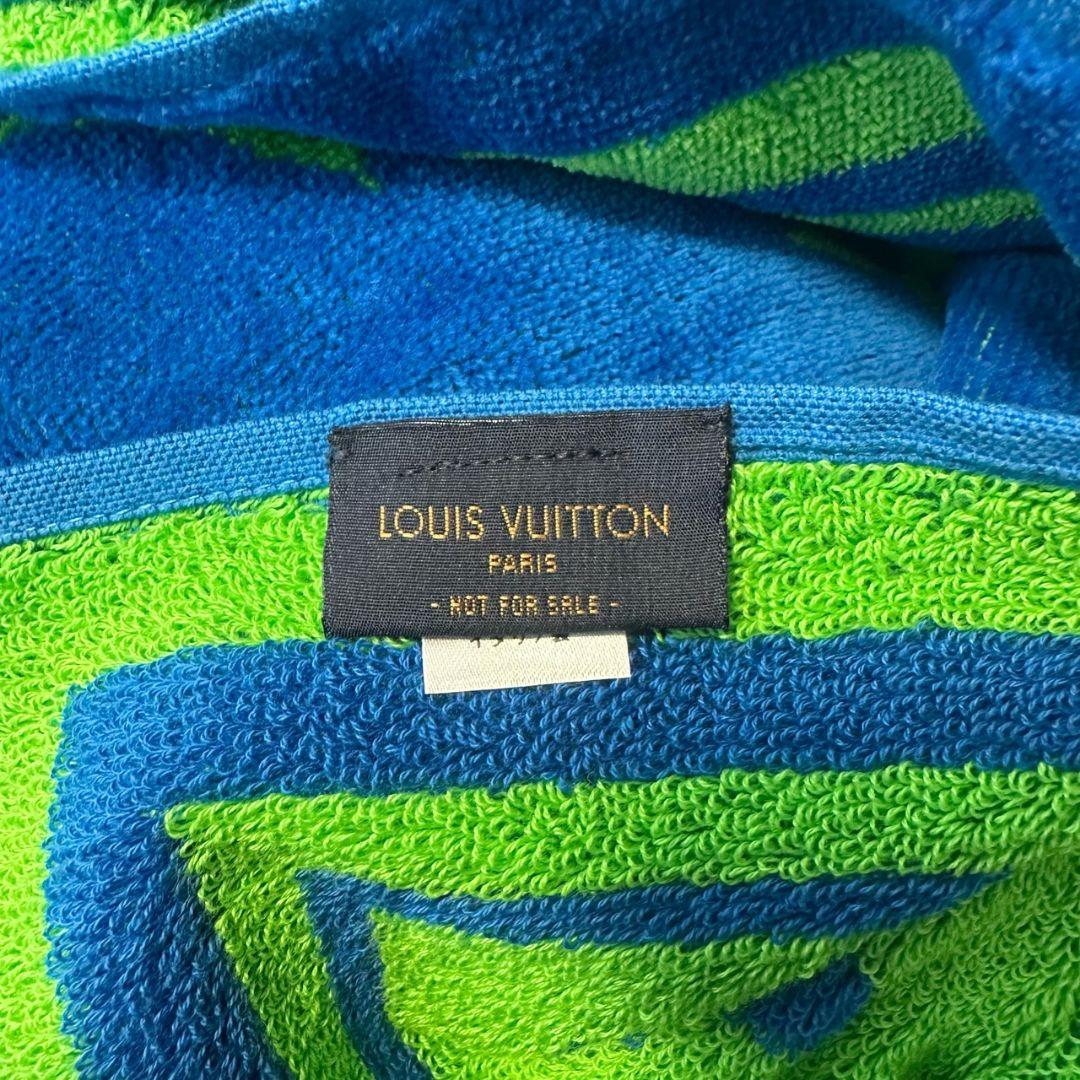 LOUIS VUITTON
PARIS
- NOT FOR SALE -